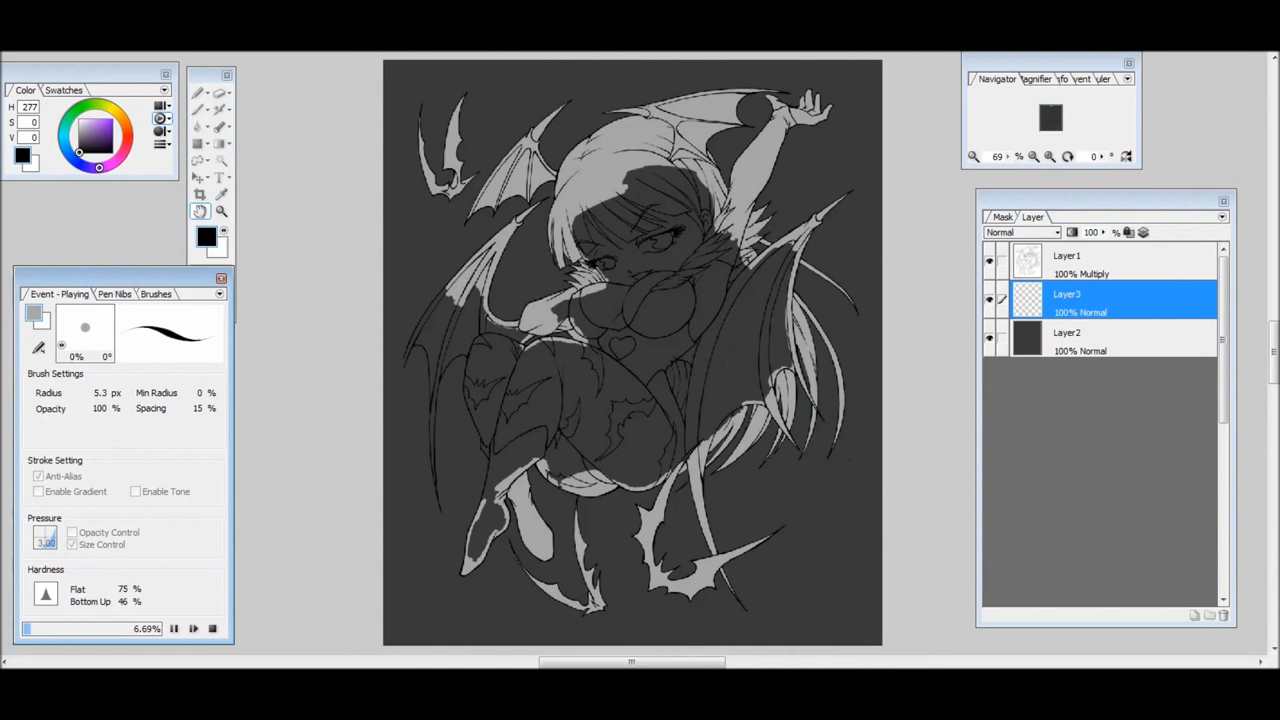 Color Swatches
H 277
S 0
V 0
T
Event - Playing Pen Nibs Brushes
0% 0°
Brush Settings
Radius 5.3 px Min Radius 0 %
Opacity 100 % Spacing 15 %
Stroke Setting
Anti-Alias
Enable Gradient Enable Tone
Pressure
3.00 Opacity Control
Size Control
Hardness
Flat 75 %
Bottom Up 46 %
6.69%
Navigator
69 % 0 °
Mask Layer
Normal 100 %
Layer1
100% Multiply
Layer3
100% Normal
Layer2
100% Normal